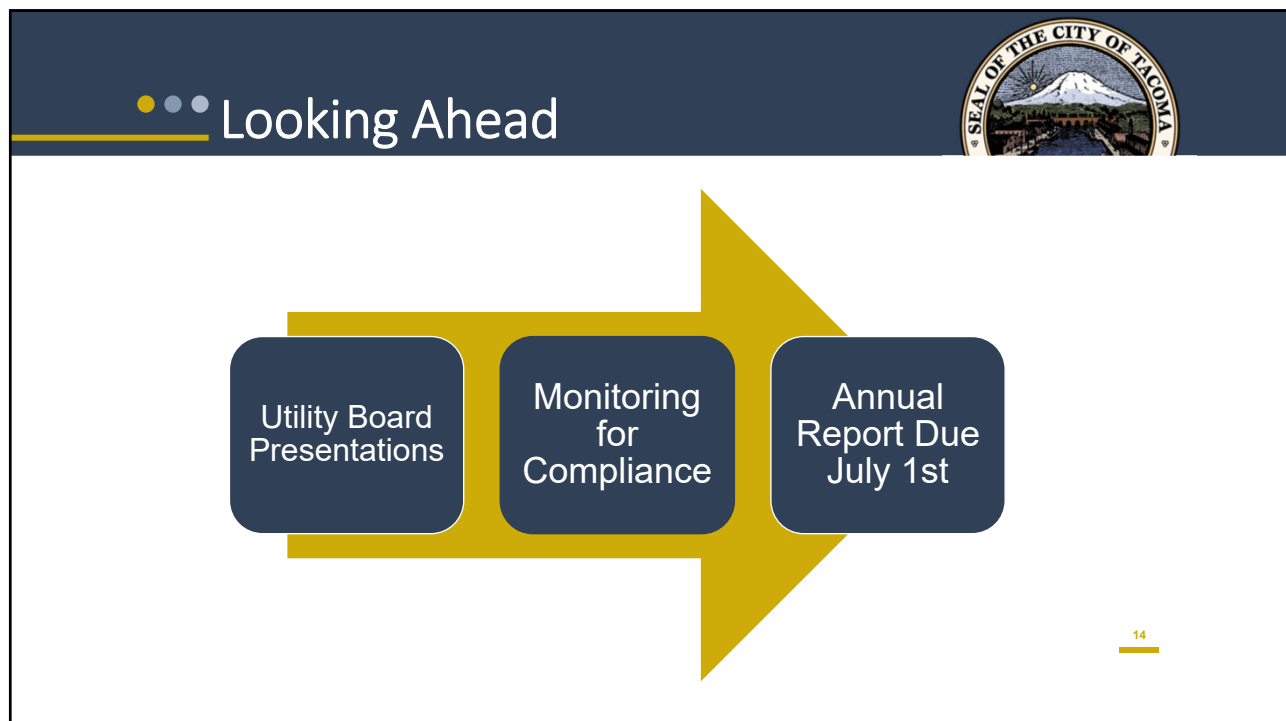 Looking Ahead
SEAL OF THE CITY OF TACOMA
Utility Board
Presentations
Monitoring
for
Compliance
Annual
Report Due
July 1st
14